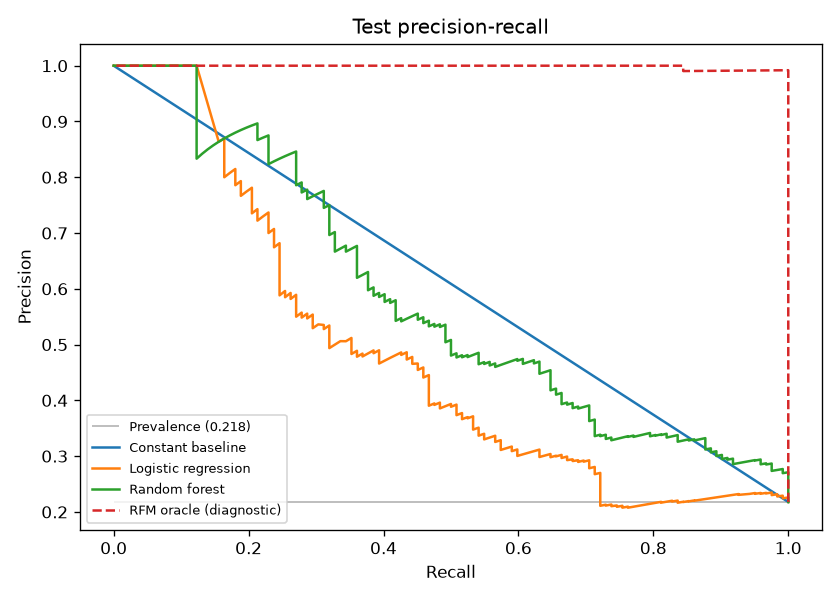 Test precision-recall
Precision
1.0
0.9
0.8
0.7
0.6
0.5
0.4
0.3
0.2
Prevalence (0.218)
Constant baseline
Logistic regression
Random forest
RFM oracle (diagnostic)
0.0 0.2 0.4 0.6 0.8 1.0
Recall